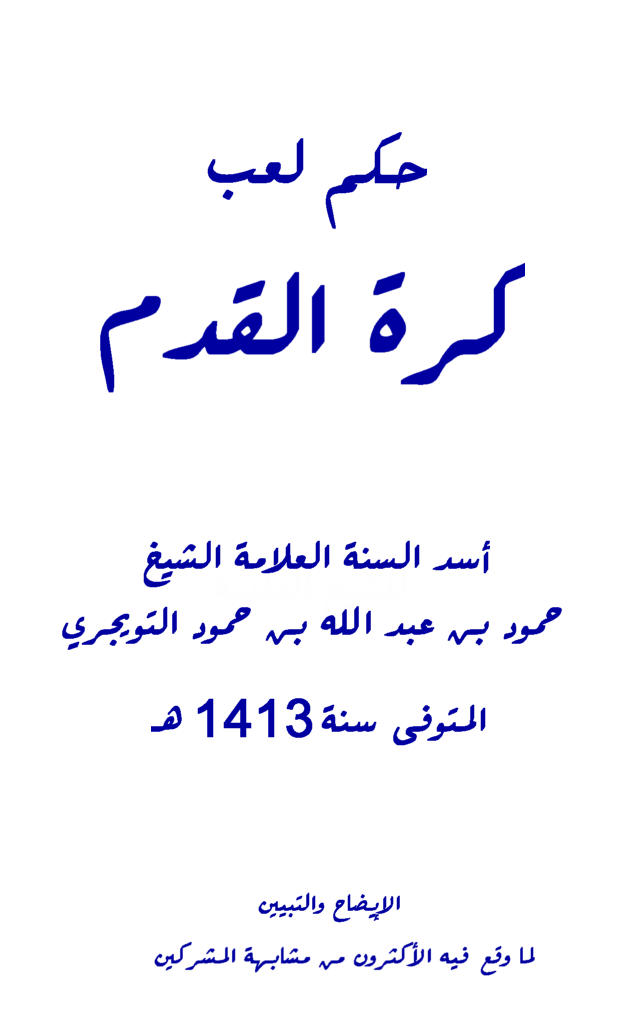 حكم لعب
كرة القدم
أسد السنة العلامة الشيخ
حمود بن عبد الله بن حمود التويجري
المتوفى سنة 1413 هـ
الإيضاح والتبيين
لما وقع فيه الأكثرون من مشابهة المشركين